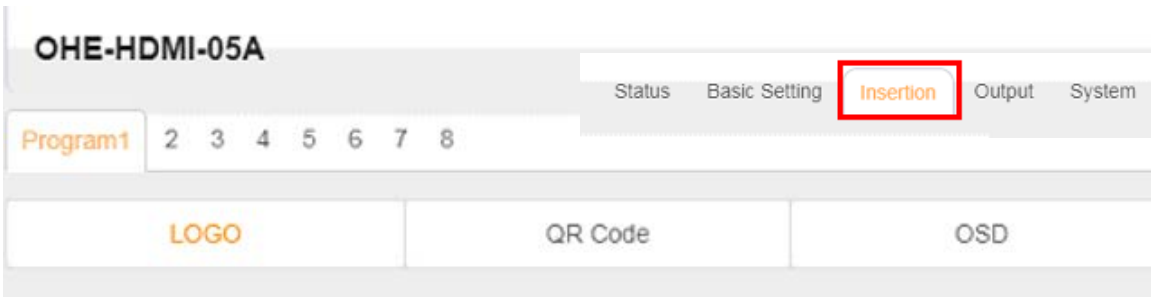 OHE-HDMI-05A
Status Basic Setting Insertion Output System
Program1 2 3 4 5 6 7 8
LOGO QR Code OSD